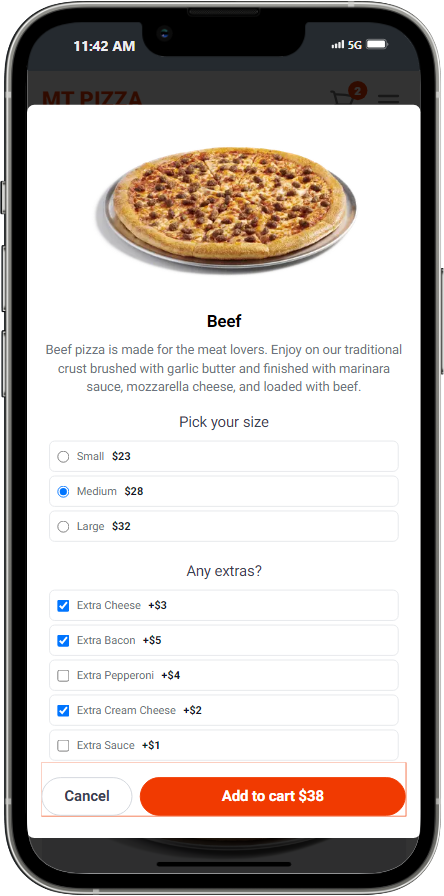 11:42 AM
5G
MT PIZZA
2
Beef
Beef pizza is made for the meat lovers. Enjoy on our traditional
crust brushed with garlic butter and finished with marinara
sauce, mozzarella cheese, and loaded with beef.
Pick your size
Small $23
Medium $28
Large $32
Any extras?
Extra Cheese +$3
Extra Bacon +$5
Extra Pepperoni +$4
Extra Cream Cheese +$2
Extra Sauce +$1
Cancel
Add to cart $38